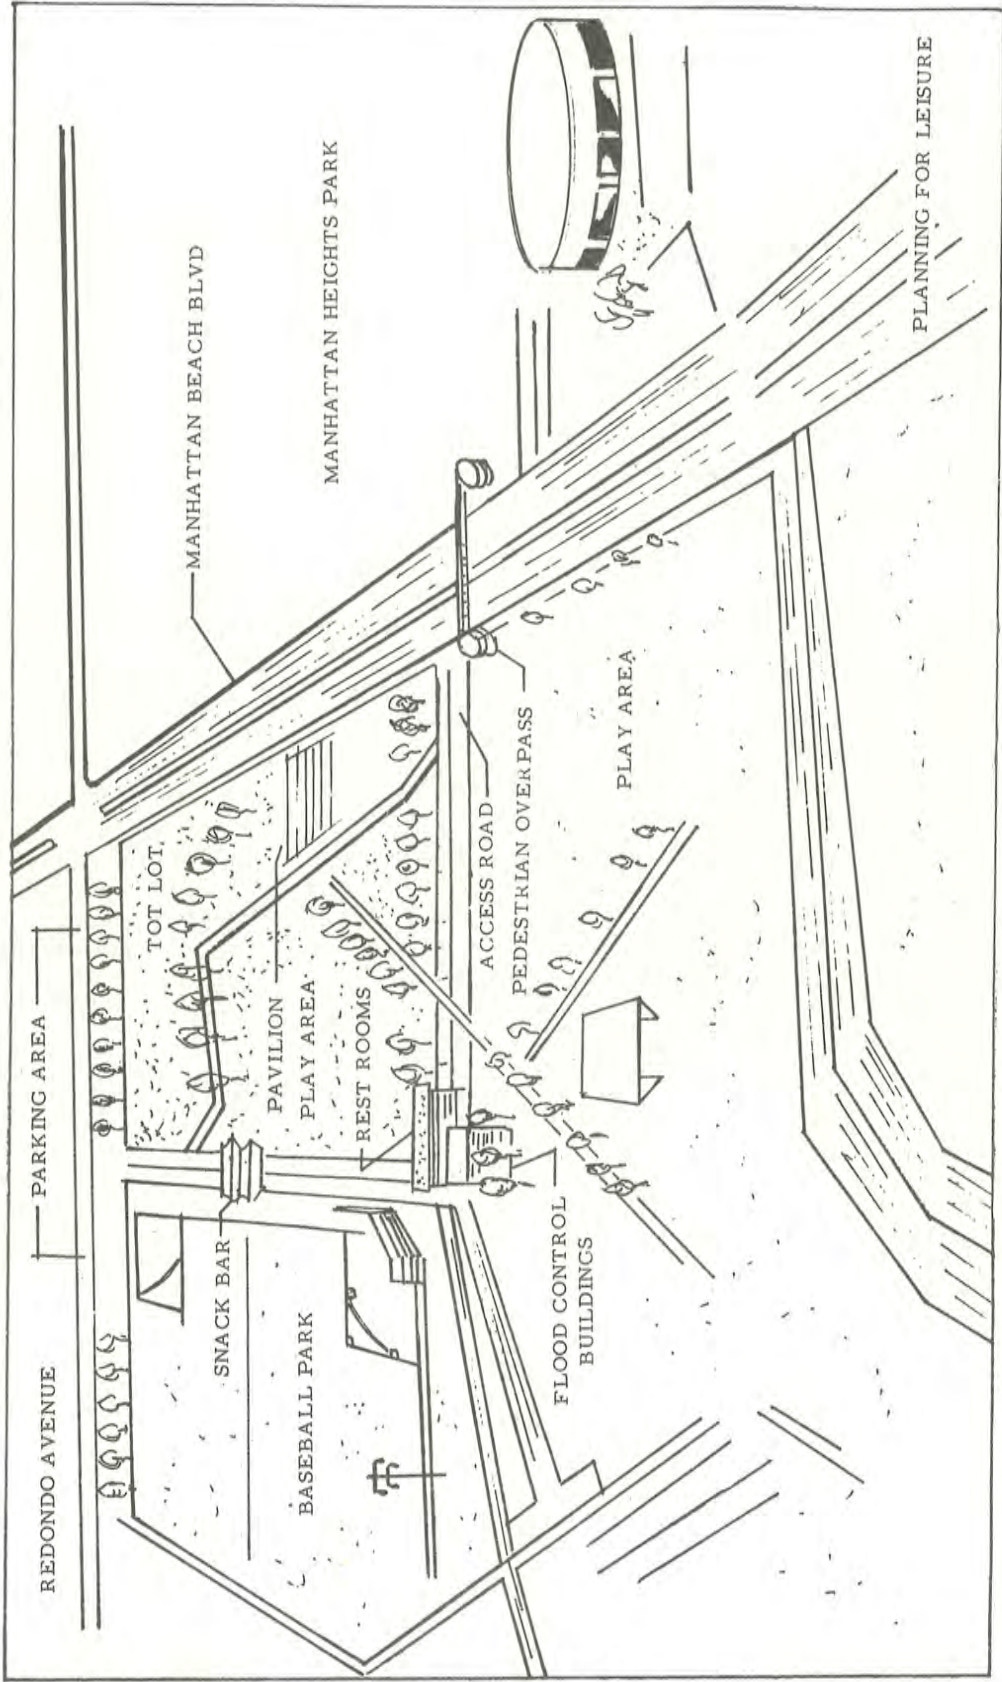 REDONDO AVENUE
PARKING AREA
MANHATTAN BEACH BLVD
MANHATTAN HEIGHTS PARK
TOT LOT
SNACK BAR
PAVILION
PLAY AREA
REST ROOMS
BASEBALL PARK
ACCESS ROAD
PEDESTRIAN OVERPASS
FLOOD CONTROL
BUILDINGS
PLAY AREA
PLANNING FOR LEISURE